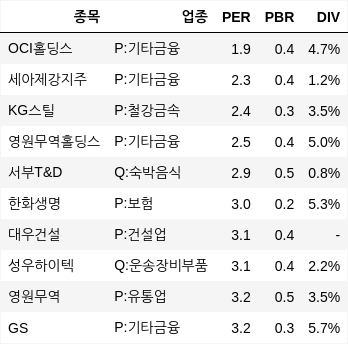 종목 업종 PER PBR DIV
OCI홀딩스 P:기타금융 1.9 0.4 4.7%
세아제강지주 P:기타금융 2.3 0.4 1.2%
KG스틸 P:철강금속 2.4 0.3 3.5%
영원무역홀딩스 P:기타금융 2.5 0.4 5.0%
서부T&D Q:숙박음식 2.9 0.5 0.8%
한화생명 P:보험 3.0 0.2 5.3%
대우건설 P:건설업 3.1 0.4 -
성우하이텍 Q:운송장비부품 3.1 0.4 2.2%
영원무역 P:유통업 3.2 0.5 3.5%
GS P:기타금융 3.2 0.3 5.7%